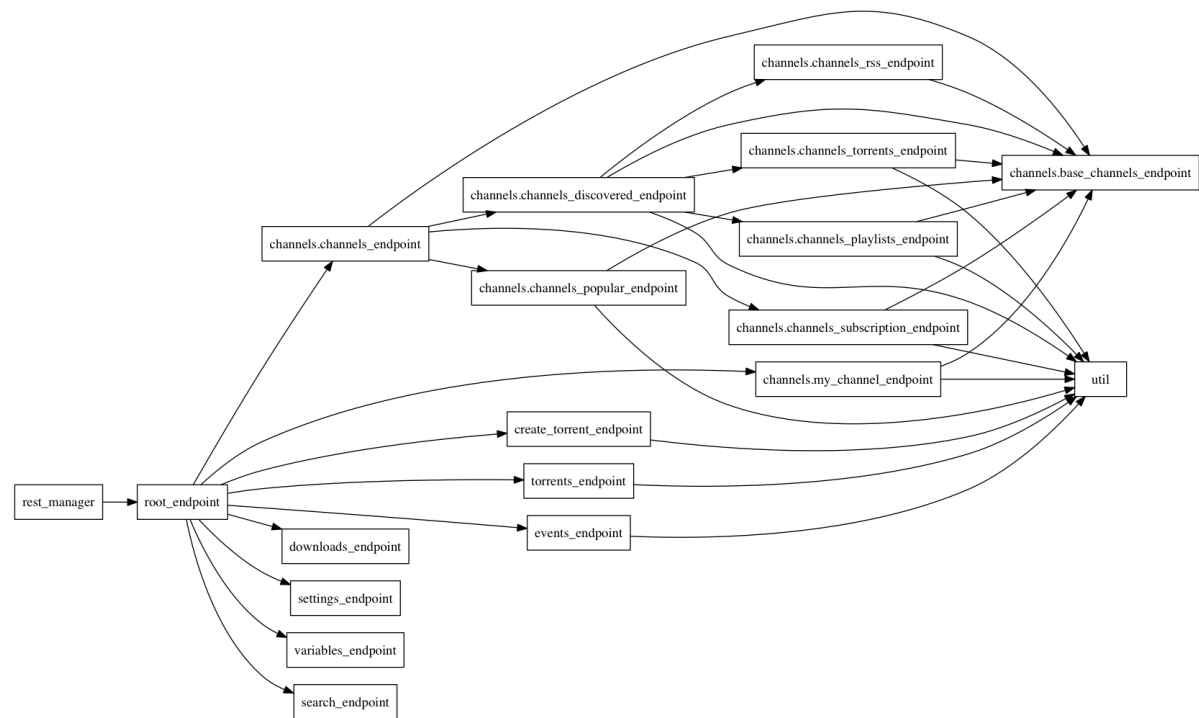 channels.channels_rss_endpoint
channels.channels_torrents_endpoint
channels.base_channels_endpoint
channels.channels_discovered_endpoint
channels.channels_endpoint
channels.channels_playlists_endpoint
channels.channels_popular_endpoint
channels.channels_subscription_endpoint
channels.my_channel_endpoint
util
create_torrent_endpoint
torrents_endpoint
rest_manager
root_endpoint
events_endpoint
downloads_endpoint
settings_endpoint
variables_endpoint
search_endpoint